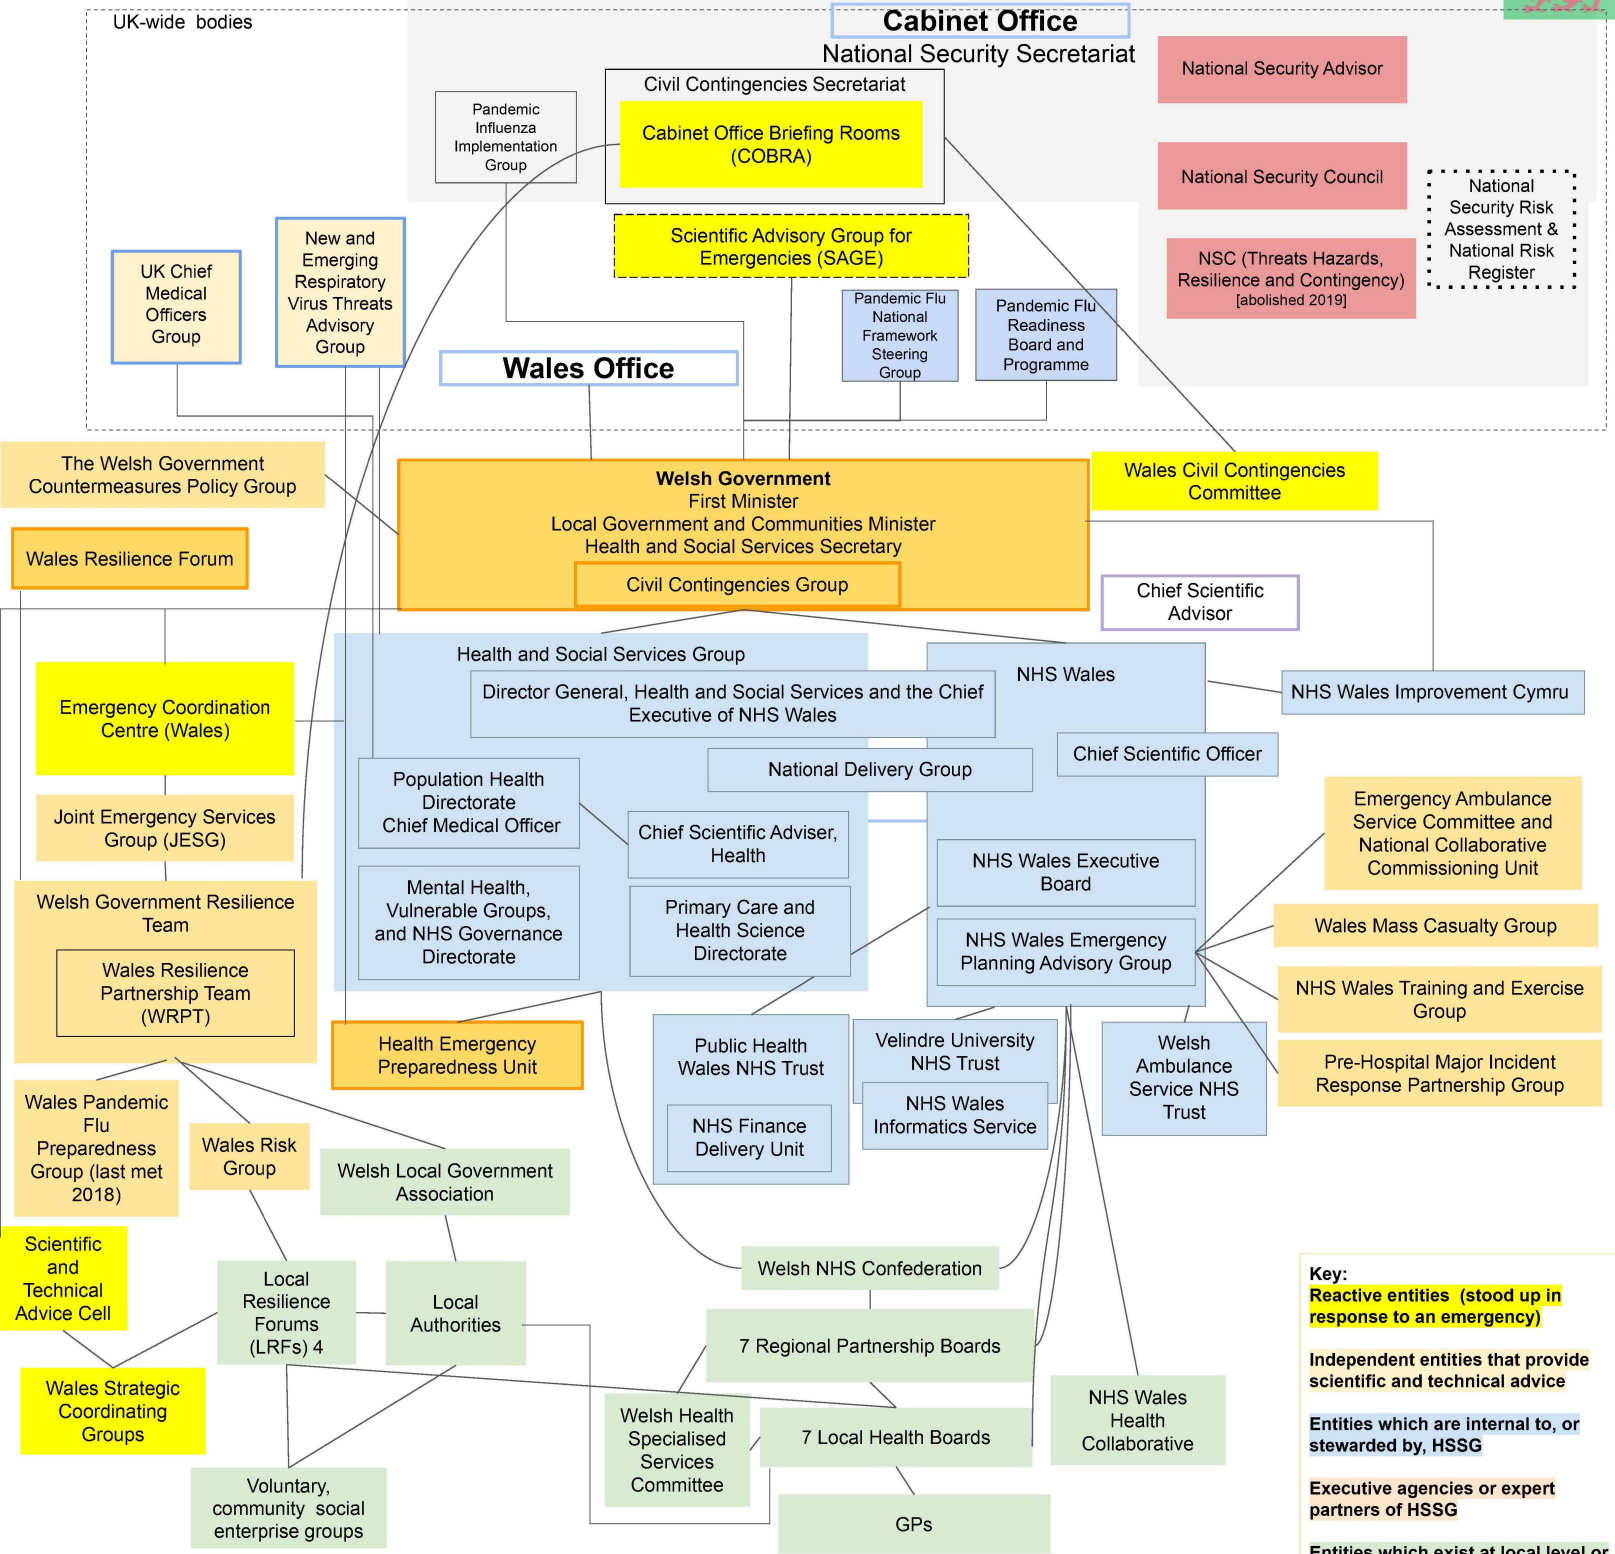 UK-wide bodies
Cabinet Office
National Security Secretariat
Civil Contingencies Secretariat
Cabinet Office Briefing Rooms
(COBRA)
Pandemic
Influenza
Implementation
Group
National Security Advisor
National Security Council
NSC (Threats Hazards,
Resilience and Contingency)
[abolished 2019]
National
Security Risk
Assessment &
National Risk
Register
Scientific Advisory Group for
Emergencies (SAGE)
UK Chief
Medical
Officers
Group
New and
Emerging
Respiratory
Virus Threats
Advisory
Group
Pandemic Flu
National
Framework
Steering
Group
Pandemic Flu
Readiness
Board and
Programme
Wales Office
The Welsh Government
Countermeasures Policy Group
Welsh Government
First Minister
Local Government and Communities Minister
Health and Social Services Secretary
Civil Contingencies Group
Wales Civil Contingencies
Committee
Wales Resilience Forum
Chief Scientific
Advisor
Health and Social Services Group
Director General, Health and Social Services and the Chief
Executive of NHS Wales
NHS Wales
NHS Wales Improvement Cymru
Emergency Coordination
Centre (Wales)
National Delivery Group
Chief Scientific Officer
Population Health
Directorate
Chief Medical Officer
Chief Scientific Adviser,
Health
Joint Emergency Services
Group (JESG)
Emergency Ambulance
Service Committee and
National Collaborative
Commissioning Unit
NHS Wales Executive
Board
Mental Health,
Vulnerable Groups,
and NHS Governance
Directorate
Primary Care and
Health Science
Directorate
Welsh Government Resilience
Team
Wales Resilience
Partnership Team
(WRPT)
NHS Wales Emergency
Planning Advisory Group
Wales Mass Casualty Group
NHS Wales Training and Exercise
Group
Pre-Hospital Major Incident
Response Partnership Group
Health Emergency
Preparedness Unit
Public Health
Wales NHS Trust
NHS Finance
Delivery Unit
Velindre University
NHS Trust
NHS Wales
Informatics Service
Welsh
Ambulance
Service NHS
Trust
Wales Pandemic
Flu
Preparedness
Group (last met
2018)
Wales Risk
Group
Welsh Local Government
Association
Scientific
and
Technical
Advice Cell
Local
Resilience
Forums
(LRFs) 4
Local
Authorities
Welsh NHS Confederation
7 Regional Partnership Boards
Wales Strategic
Coordinating
Groups
Welsh Health
Specialised
Services
Committee
7 Local Health Boards
NHS Wales
Health
Collaborative
Voluntary,
community social
enterprise groups
GPs
Key:
Reactive entities (stood up in
response to an emergency)
Independent entities that provide
scientific and technical advice
Entities which are internal to, or
stewarded by, HSSG
Executive agencies or expert
partners of HSSG
Entities which exist at local level or